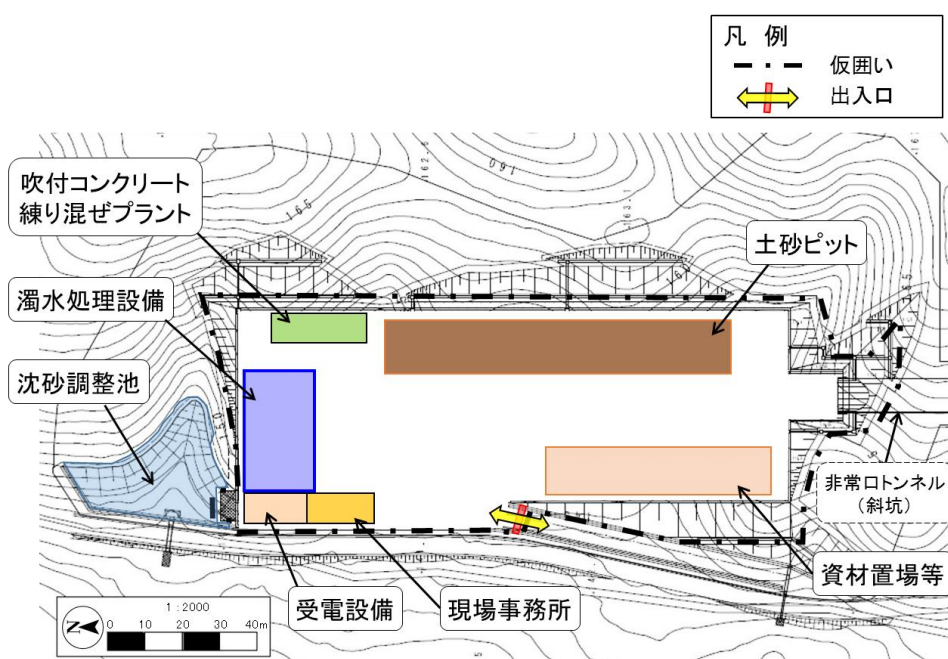 凡 例
仮囲い
出入口
吹付コンクリート
練り混ぜプラント
土砂ピット
濁水処理設備
沈砂調整池
非常口トンネル
（斜坑）
資材置場等
受電設備
現場事務所
1：2000
Z
0 10 20 30 40m
165
160